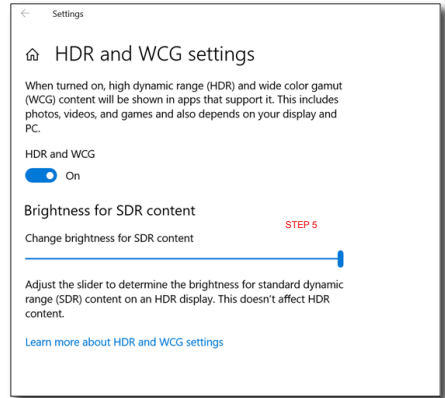 Settings
HDR and WCG settings
When turned on, high dynamic range (HDR) and wide color gamut
(WCG) content will be shown in apps that support it. This includes
photos, videos, and games and also depends on your display and
PC.
HDR and WCG
On
Brightness for SDR content
STEP 5
Change brightness for SDR content
Adjust the slider to determine the brightness for standard dynamic
range (SDR) content on an HDR display. This doesn't affect HDR
content.
Learn more about HDR and WCG settings